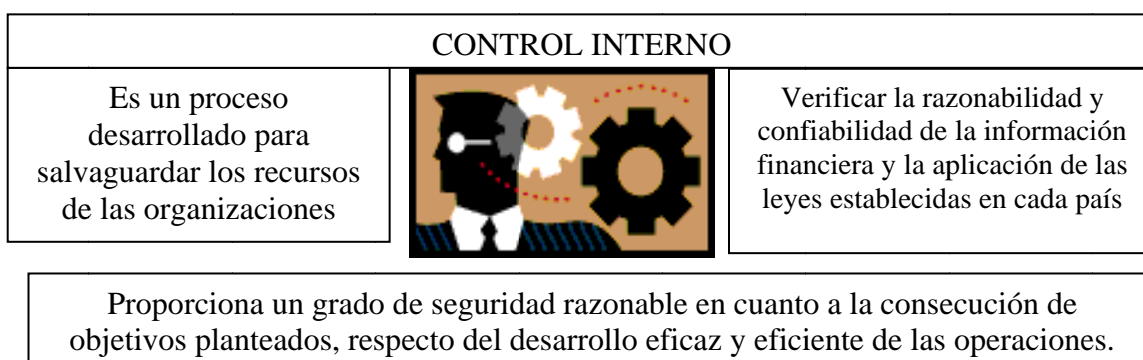 CONTROL INTERNO
Es un proceso
desarrollado para
salvaguardar los recursos
de las organizaciones
Verificar la razonabilidad y
confiabilidad de la información
financiera y la aplicación de las
leyes establecidas en cada país
Proporciona un grado de seguridad razonable en cuanto a la consecución de
objetivos planteados, respecto del desarrollo eficaz y eficiente de las operaciones.